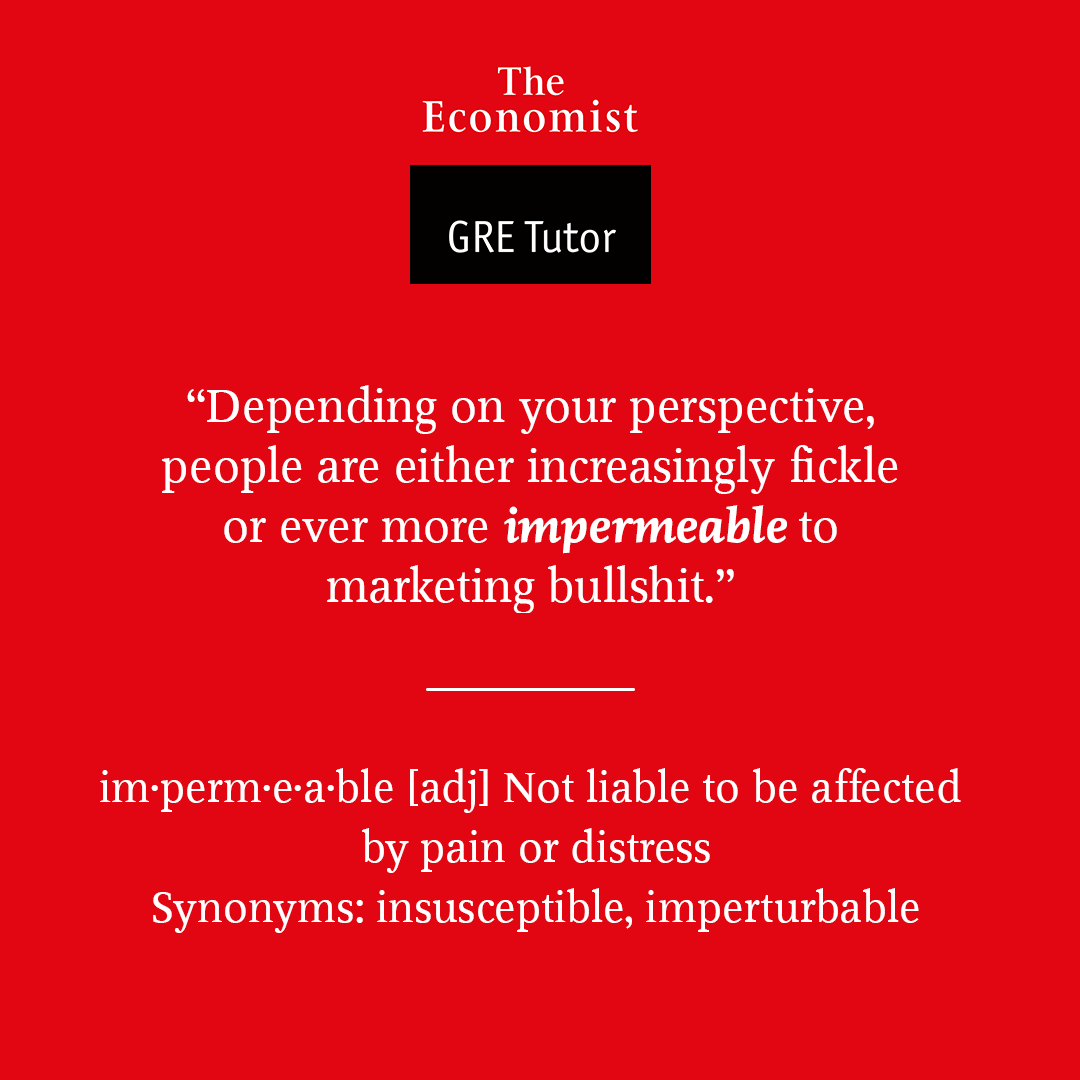 The
Economist
GRE Tutor
“Depending on your perspective,
people are either increasingly fickle
or ever more impermeable to
marketing bullshit.”
im·perm·e·a·ble [adj] Not liable to be affected
by pain or distress
Synonyms: insusceptible, imperturbable